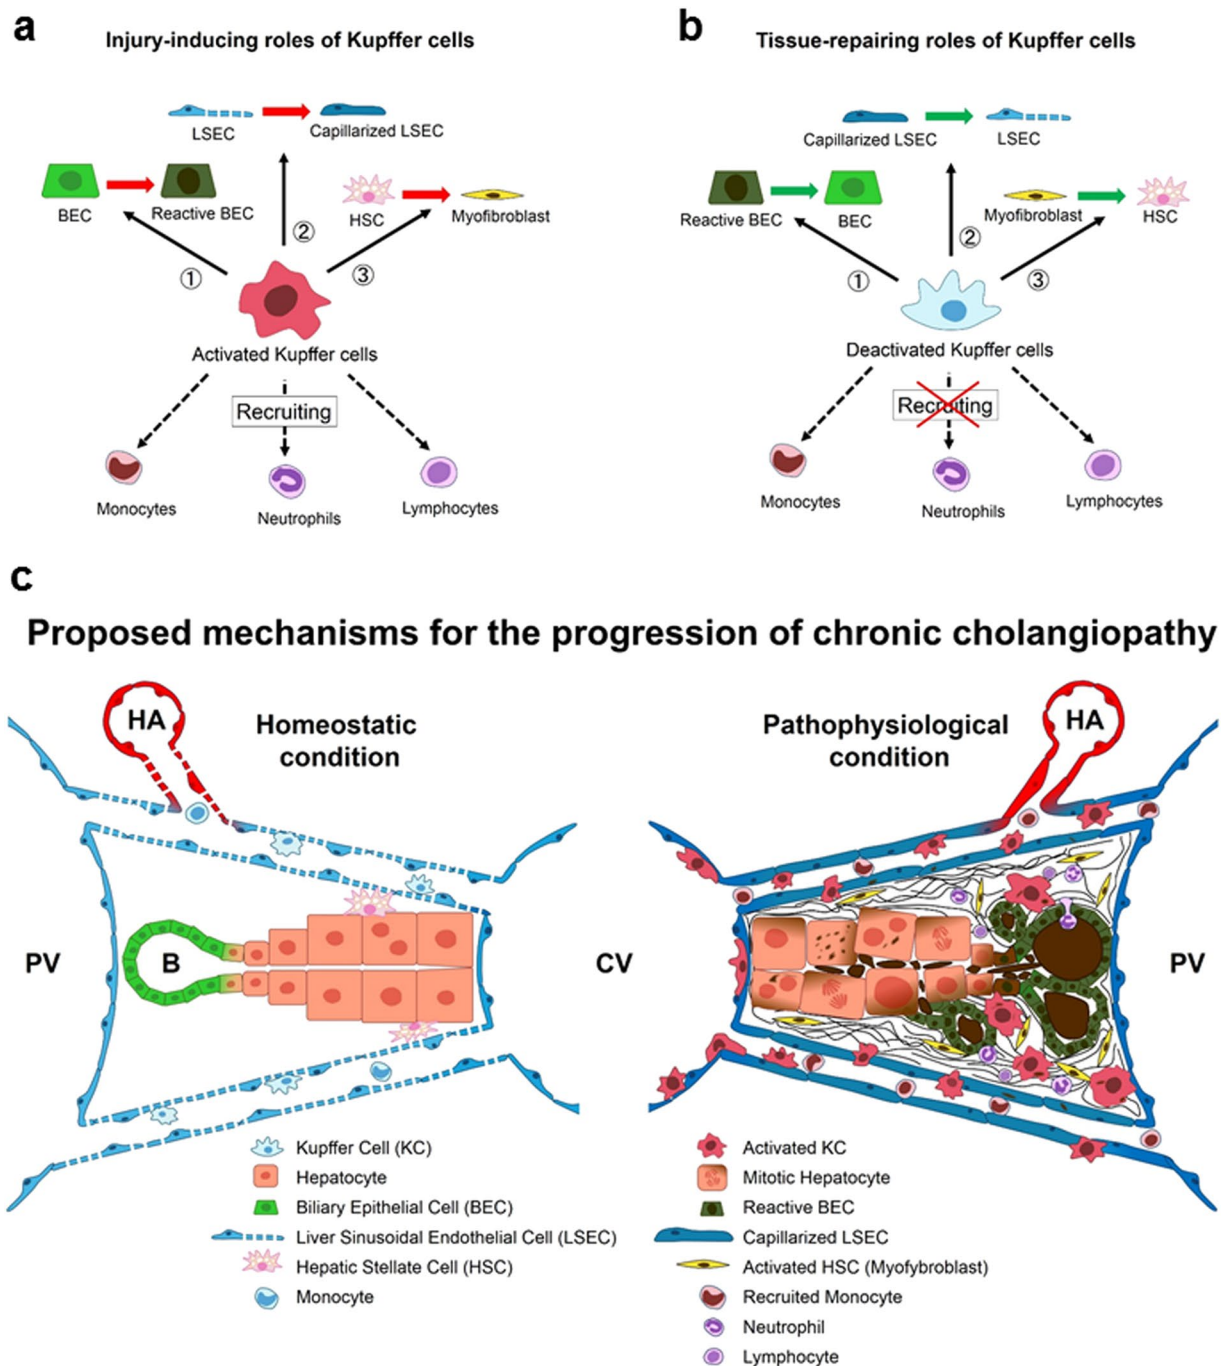 a
Injury-inducing roles of Kupffer cells
LSEC
Capillarized LSEC
BEC
Reactive BEC
HSC
Myofibroblast
①
②
③
Activated Kupffer cells
Recruiting
Monocytes
Neutrophils
Lymphocytes
b
Tissue-repairing roles of Kupffer cells
Capillarized LSEC
LSEC
Reactive BEC
BEC
Myofibroblast
HSC
①
②
③
Deactivated Kupffer cells
Recruiting
Monocytes
Neutrophils
Lymphocytes
c
Proposed mechanisms for the progression of chronic cholangiopathy
HA
Homeostatic
condition
PV
B
CV
Pathophysiological
condition
HA
PV
Kupffer Cell (KC)
Hepatocyte
Biliary Epithelial Cell (BEC)
Liver Sinusoidal Endothelial Cell (LSEC)
Hepatic Stellate Cell (HSC)
Monocyte
Activated KC
Mitotic Hepatocyte
Reactive BEC
Capillarized LSEC
Activated HSC (Myofybroblast)
Recruited Monocyte
Neutrophil
Lymphocyte